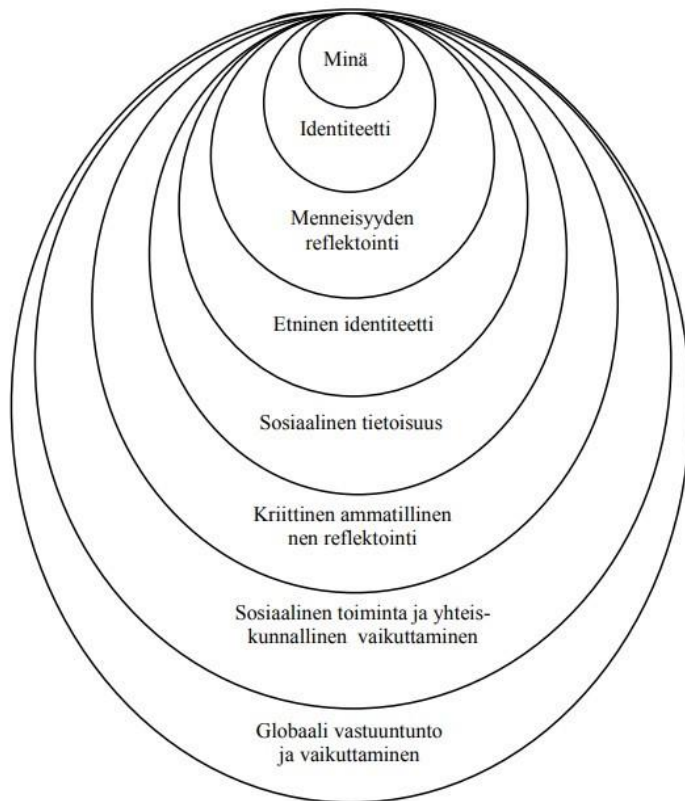 Minä
Identiteetti
Menneisyyden
reflektointi
Etninen identiteetti
Sosiaalinen tietoisuus
Kriittinen ammatillinen
nen reflektointi
Sosiaalinen toiminta ja yhteis-
kunnallinen vaikuttaminen
Globaali vastuuntunto
ja vaikuttaminen